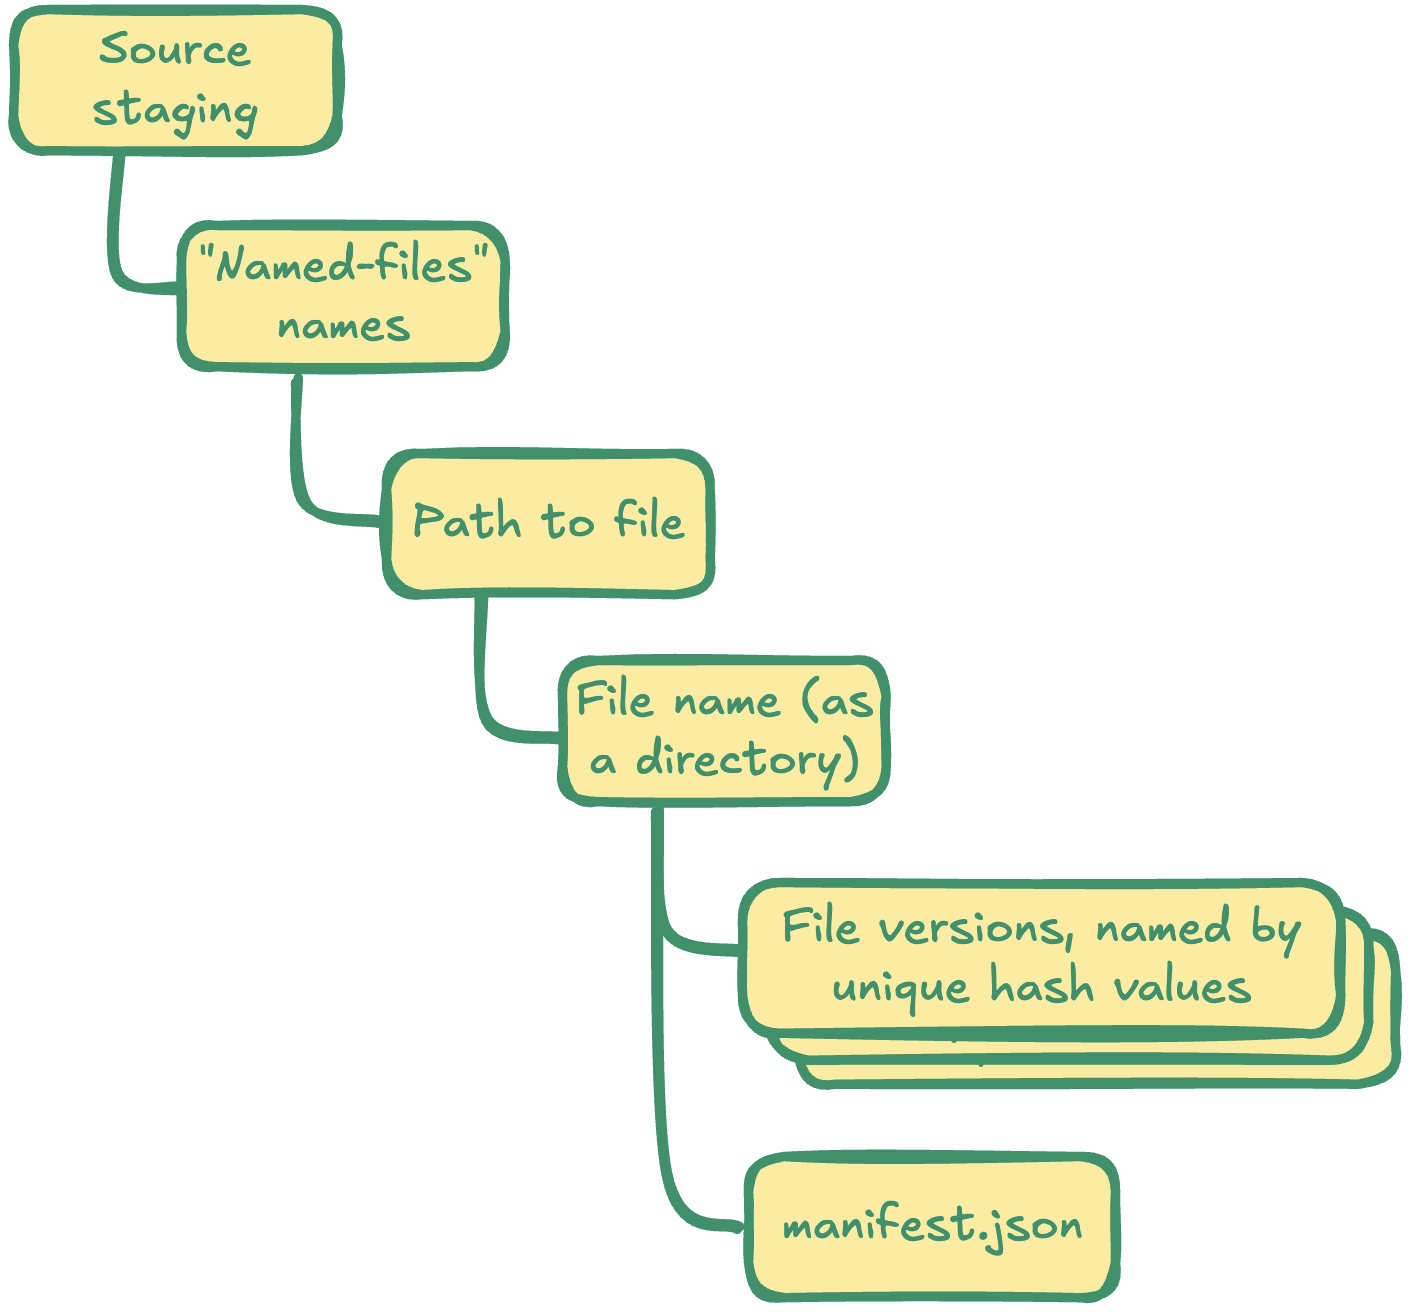 Source
staging
"Named-files"
names
Path to file
File name (as
a directory)
File versions, named by
unique hash values
manifest.json